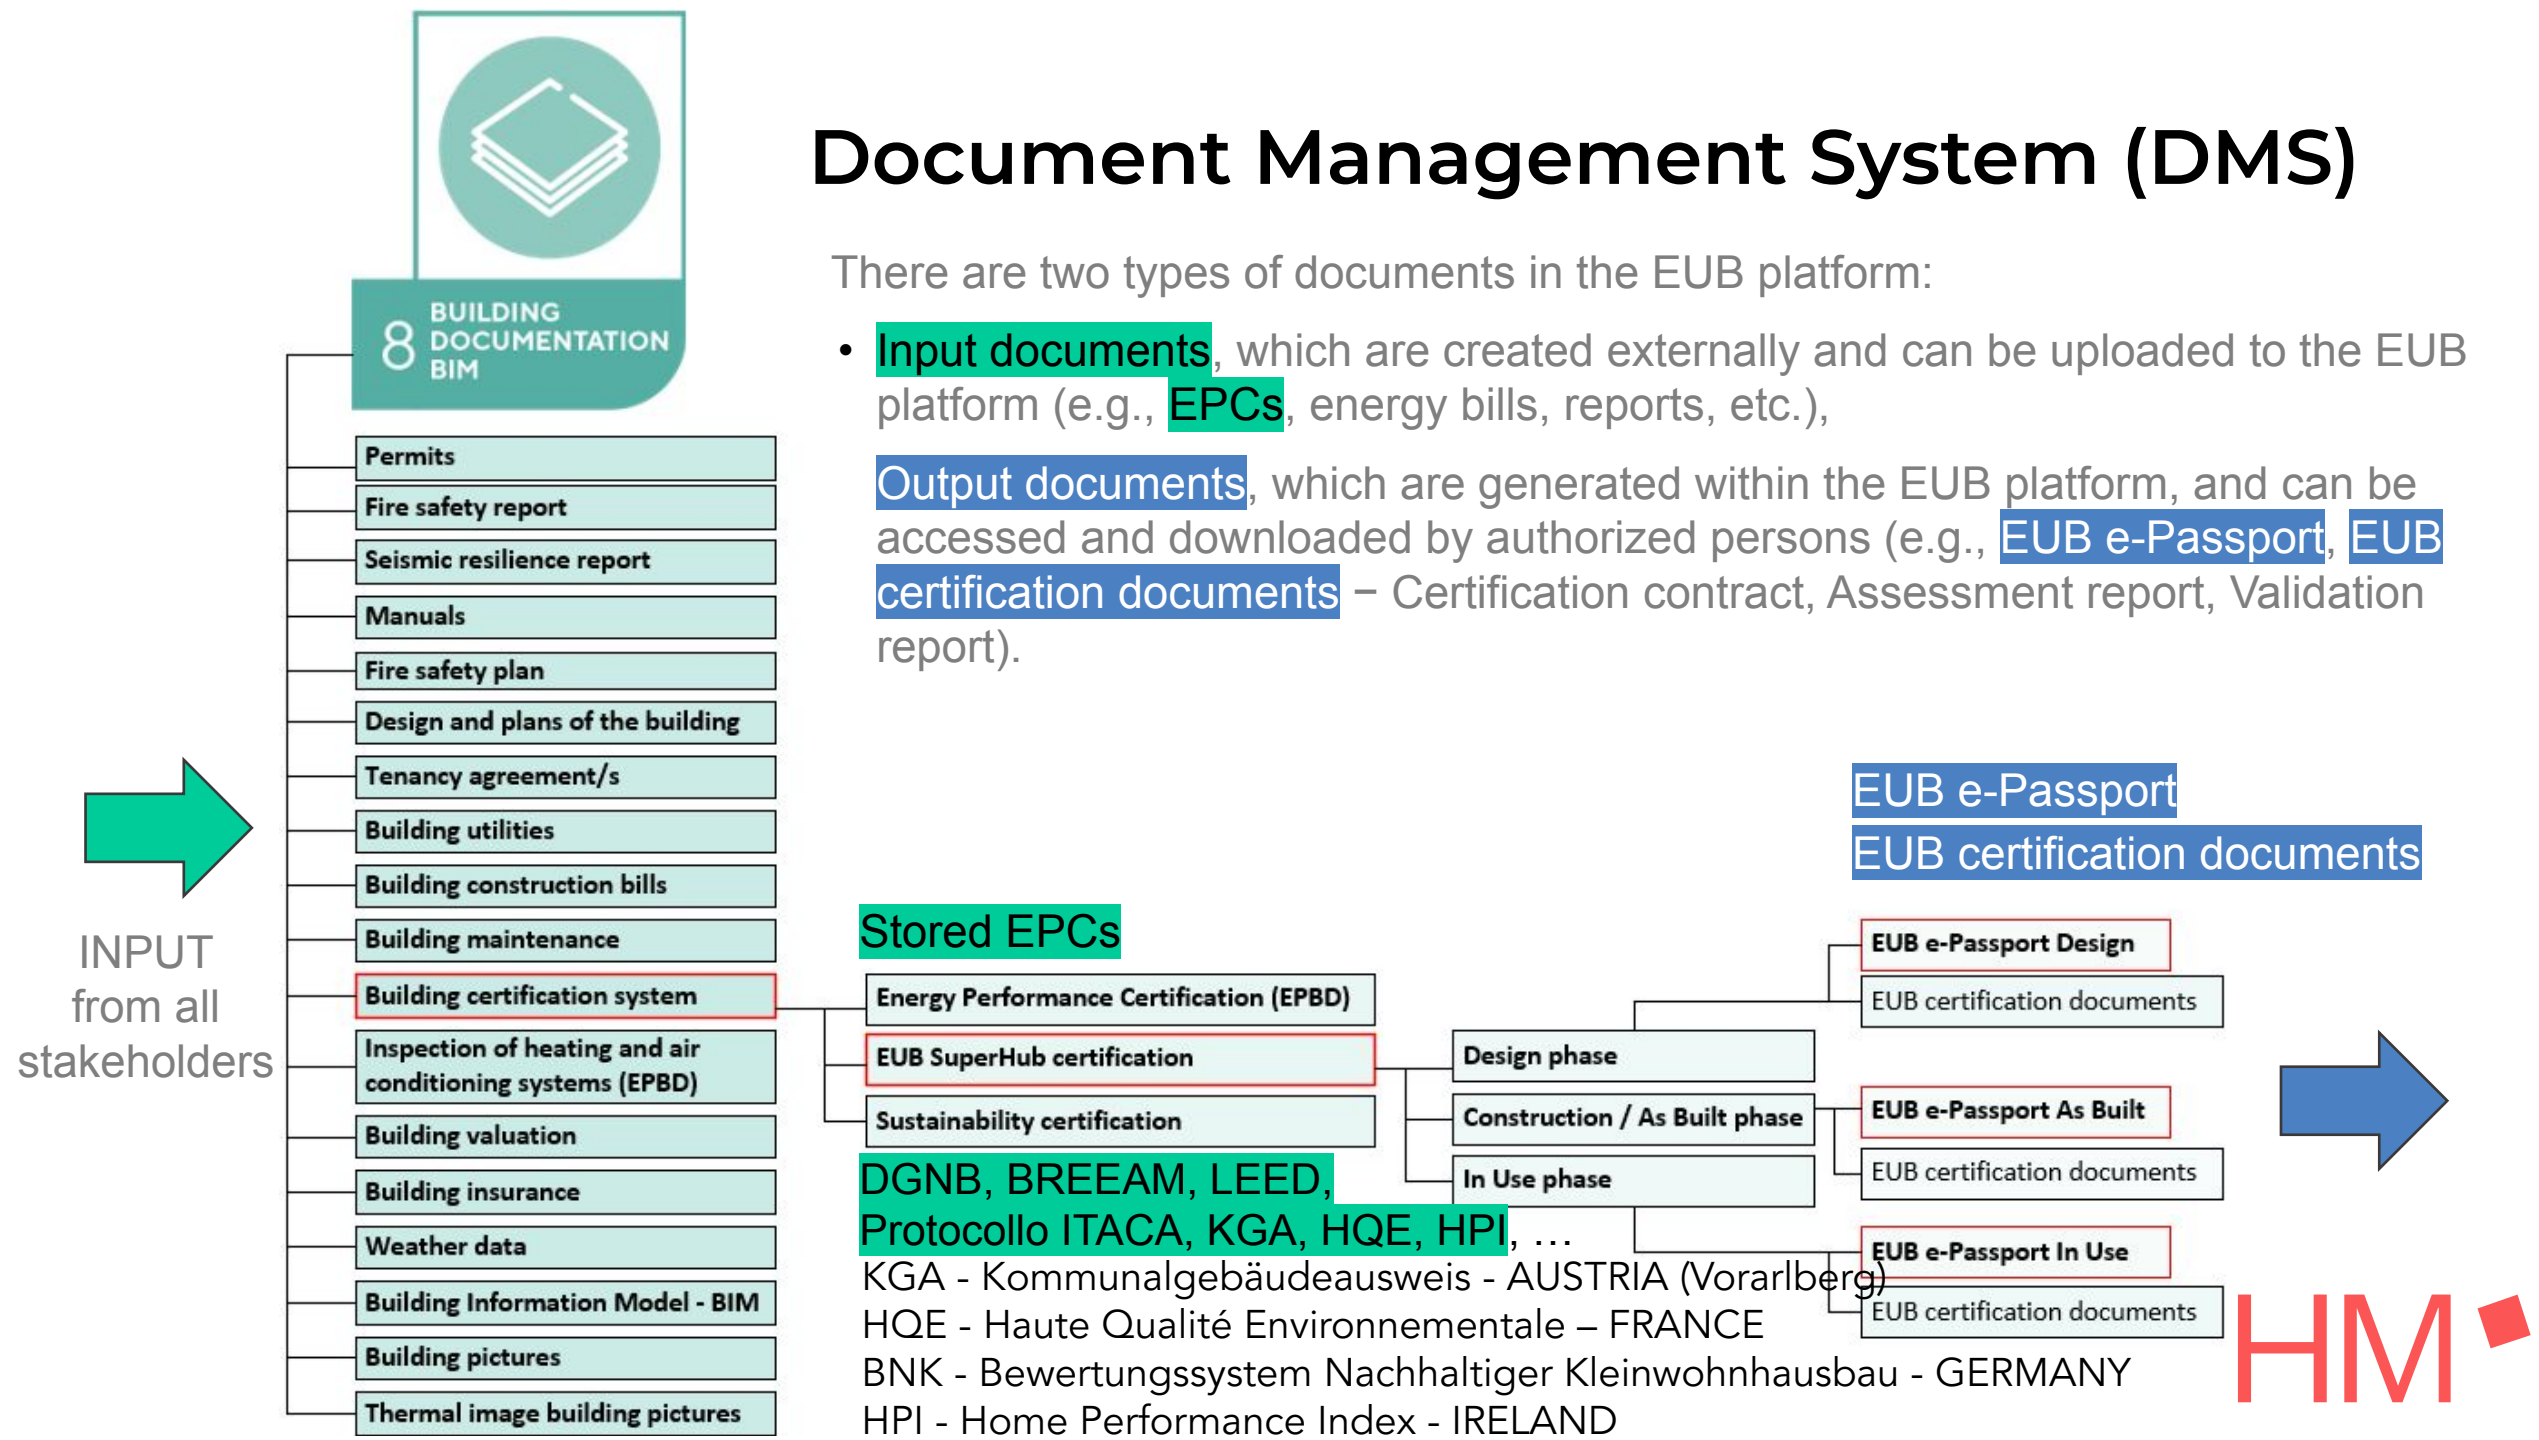 Document Management System (DMS)
There are two types of documents in the EUB platform:
• Input documents, which are created externally and can be uploaded to the EUB
platform (e.g., EPCs, energy bills, reports, etc.),
Output documents, which are generated within the EUB platform, and can be
accessed and downloaded by authorized persons (e.g., EUB e-Passport, EUB
certification documents – Certification contract, Assessment report, Validation
report).
8 BUILDING
DOCUMENTATION
BIM
Permits
Fire safety report
Seismic resilience report
Manuals
Fire safety plan
Design and plans of the building
Tenancy agreement/s
Building utilities
Building construction bills
Building maintenance
Building certification system
Inspection of heating and air
conditioning systems (EPBD)
Building valuation
Building insurance
Weather data
Building Information Model - BIM
Building pictures
Thermal image building pictures
INPUT
from all
stakeholders
Stored EPCs
Energy Performance Certification (EPBD)
EUB SuperHub certification
Sustainability certification
DGNB, BREEAM, LEED,
Protocollo ITACA, KGA, HQE, HPI, …
KGA - Kommunalgebäudeausweis - AUSTRIA (Vorarlberg)
HQE - Haute Qualité Environnementale – FRANCE
BNK - Bewertungssystem Nachhaltiger Kleinwohnhausbau - GERMANY
HPI - Home Performance Index - IRELAND
Design phase
Construction / As Built phase
In Use phase
EUB e-Passport
EUB certification documents
EUB e-Passport Design
EUB certification documents
EUB e-Passport As Built
EUB certification documents
EUB e-Passport In Use
EUB certification documents
HM